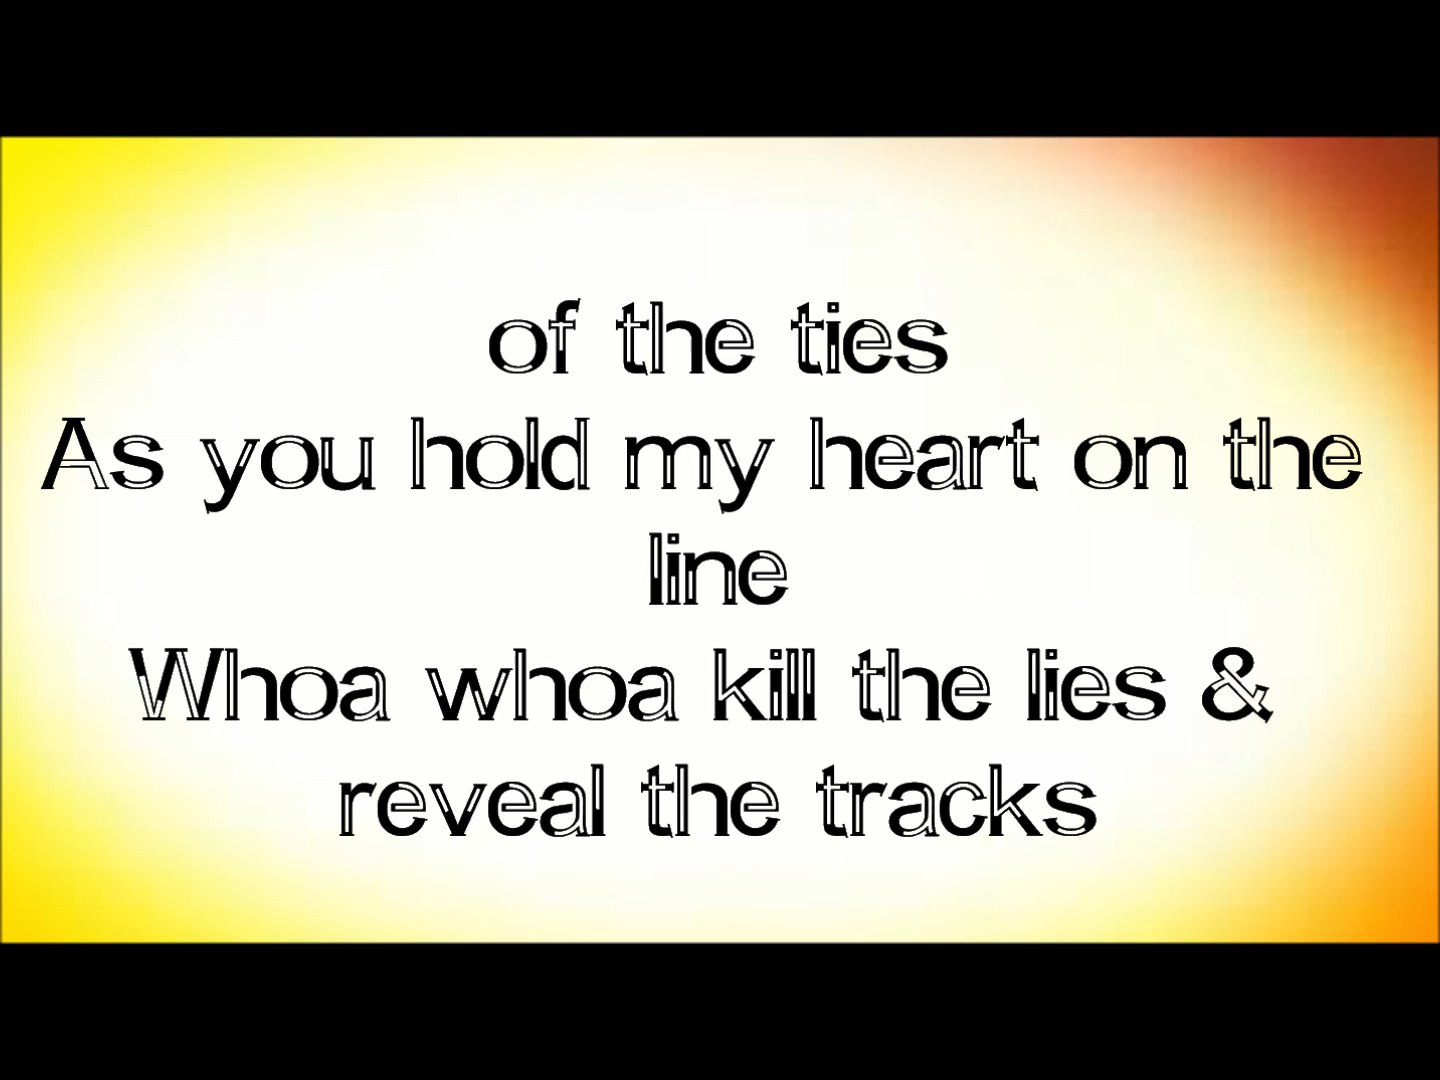 of the ties
As you hold my heart on the
line
Whoa whoa kill the lies &
reveal the tracks